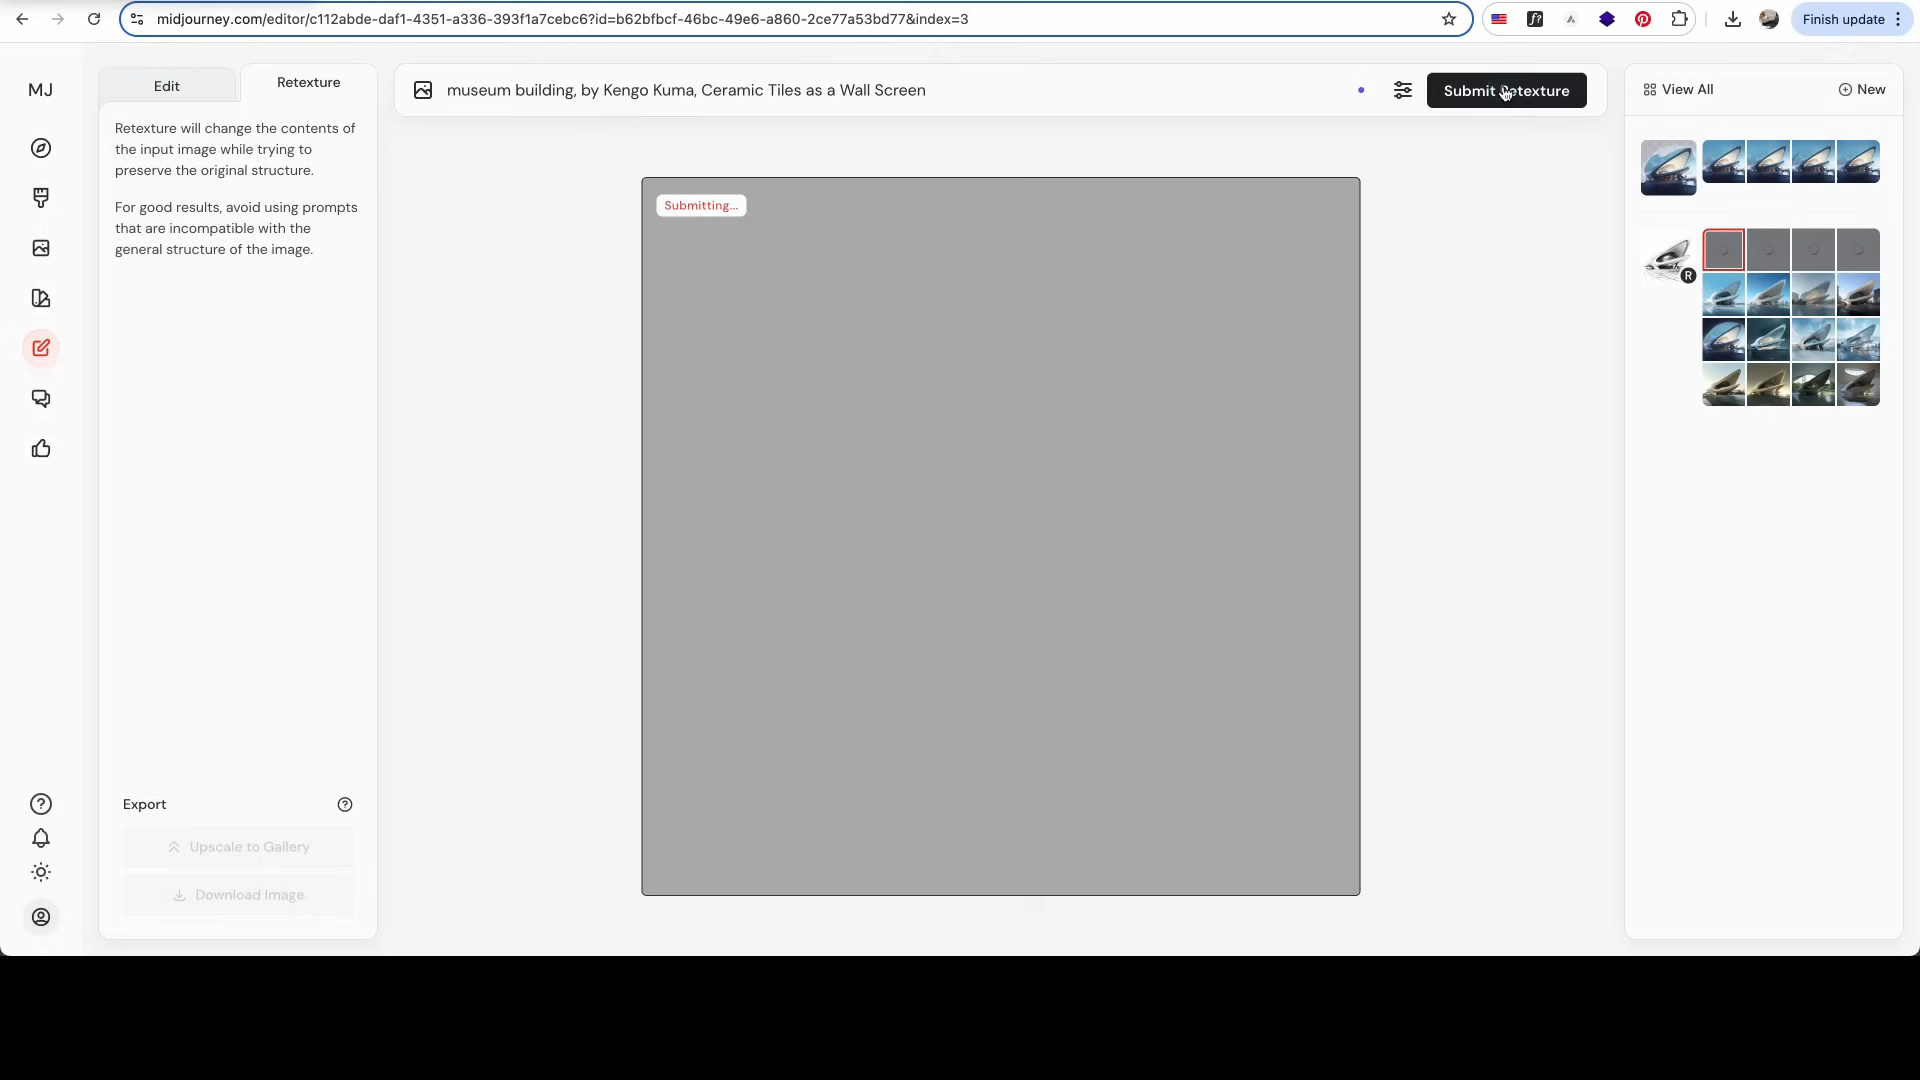 midjourney.com/editor/c112abde-daf1-4351-a336-393f1a7cebc6?id=b62bfbcf-46bc-49e6-a860-2ce77a53bd77&index=3
f?
A
Finish update
MJ
Edit
Retexture
museum building, by Kengo Kuma, Ceramic Tiles as a Wall Screen
Submit Retexture
View All
New
Retexture will change the contents of
the input image while trying to
preserve the original structure.
For good results, avoid using prompts
that are incompatible with the
general structure of the image.
Submitting...
R
Export
Upscale to Gallery
Download Image